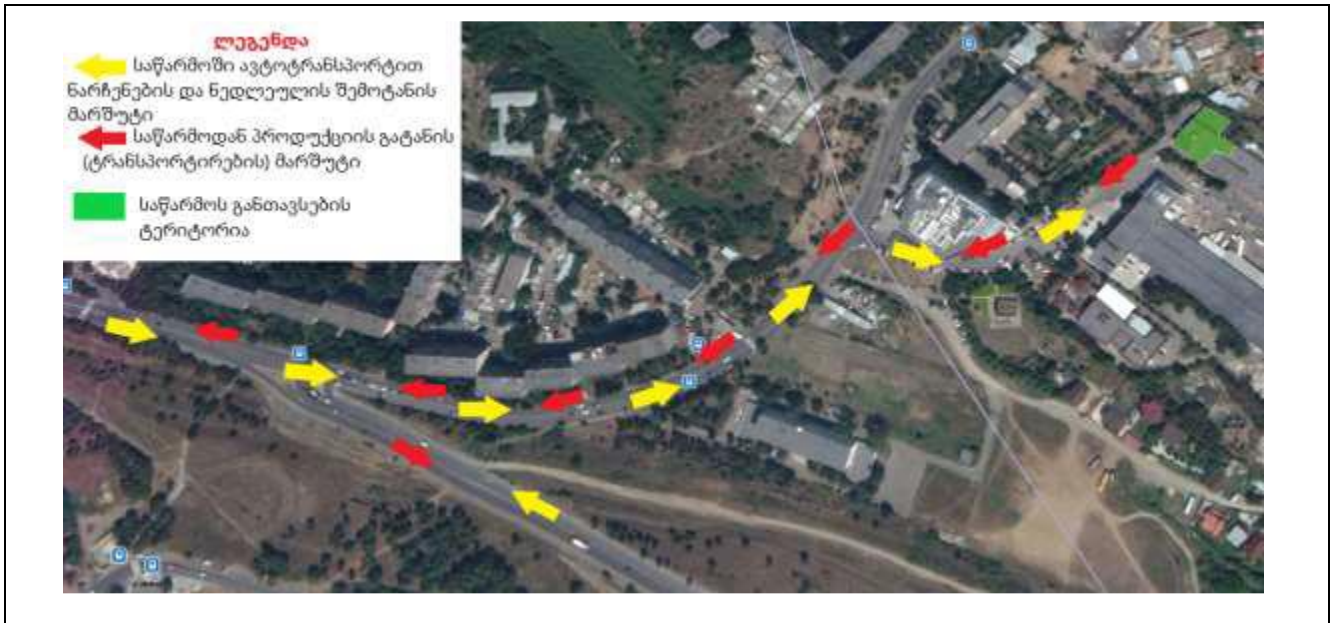 ლეგენდა
საწარმოში ავტოტრანსპორტით
ნარჩენების და ნედლეულის შემოტანის
მარშუტი
საწარმოდან პროდუქციის გატანის
(ტრანსპორტირების) მარშუტი
საწარმოს განთავსების
ტერიტორია